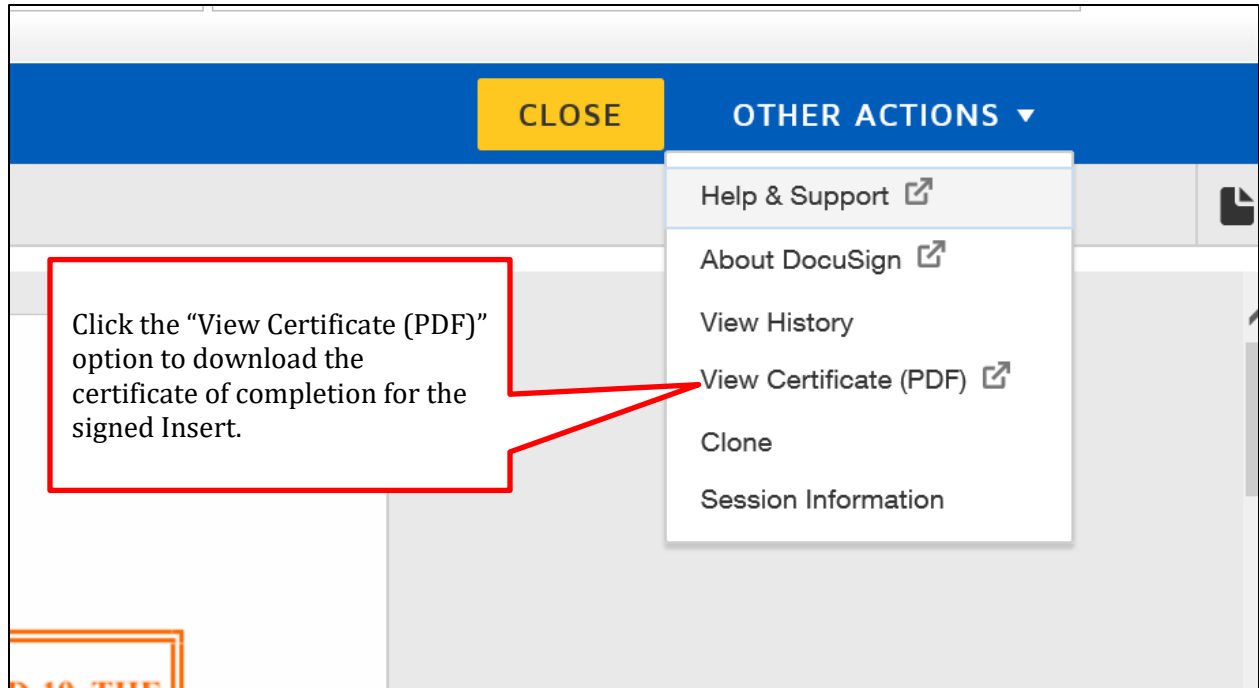 CLOSE
OTHER ACTIONS
Help & Support
About DocuSign
View History
View Certificate (PDF)
Clone
Session Information
Click the “View Certificate (PDF)”
option to download the
certificate of completion for the
signed Insert.
THE